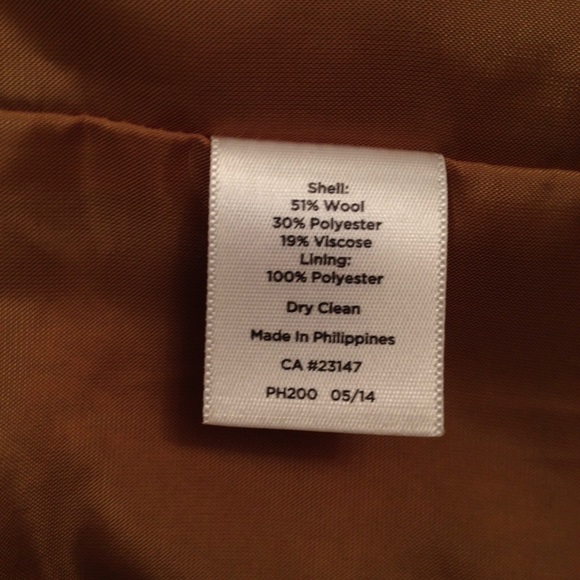 Shell:
51% Wool
30% Polyester
19% Viscose
Lining:
100% Polyester
Dry Clean
Made In Philippines
CA #23147
PH200 05/14